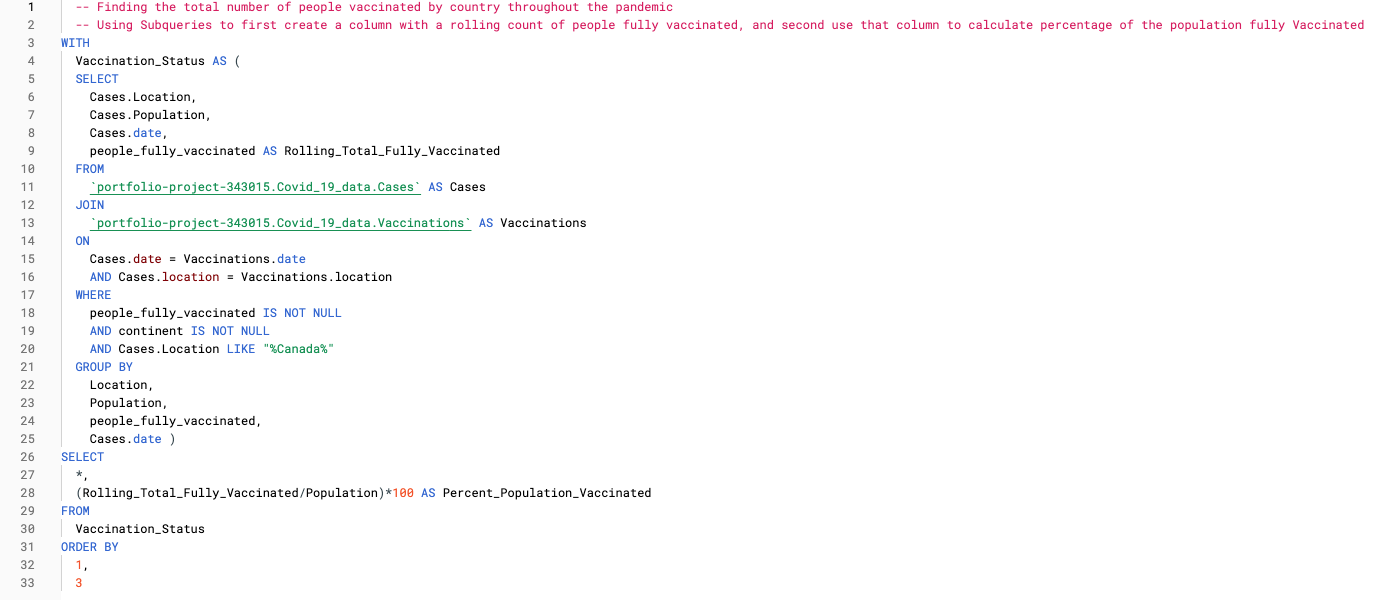 1 -- Finding the total number of people vaccinated by country throughout the pandemic
2 -- Using Subqueries to first create a column with a rolling count of people fully vaccinated, and second use that column to calculate percentage of the population fully Vaccinated
3 WITH
4 Vaccination_Status AS (
5 SELECT
6 Cases.Location,
7 Cases.Population,
8 Cases.date,
9 people_fully_vaccinated AS Rolling_Total_Fully_Vaccinated
10 FROM
11 `portfolio-project-343015.Covid_19_data.Cases` AS Cases
12 JOIN
13 `portfolio-project-343015.Covid_19_data.Vaccinations` AS Vaccinations
14 ON
15 Cases.date = Vaccinations.date
16 AND Cases.location = Vaccinations.location
17 WHERE
18 people_fully_vaccinated IS NOT NULL
19 AND continent IS NOT NULL
20 AND Cases.Location LIKE "%Canada%"
21 GROUP BY
22 Location,
23 Population,
24 people_fully_vaccinated,
25 Cases.date )
26 SELECT
27 *,
28 (Rolling_Total_Fully_Vaccinated/Population)*100 AS Percent_Population_Vaccinated
29 FROM
30 Vaccination_Status
31 ORDER BY
32 1,
33 3